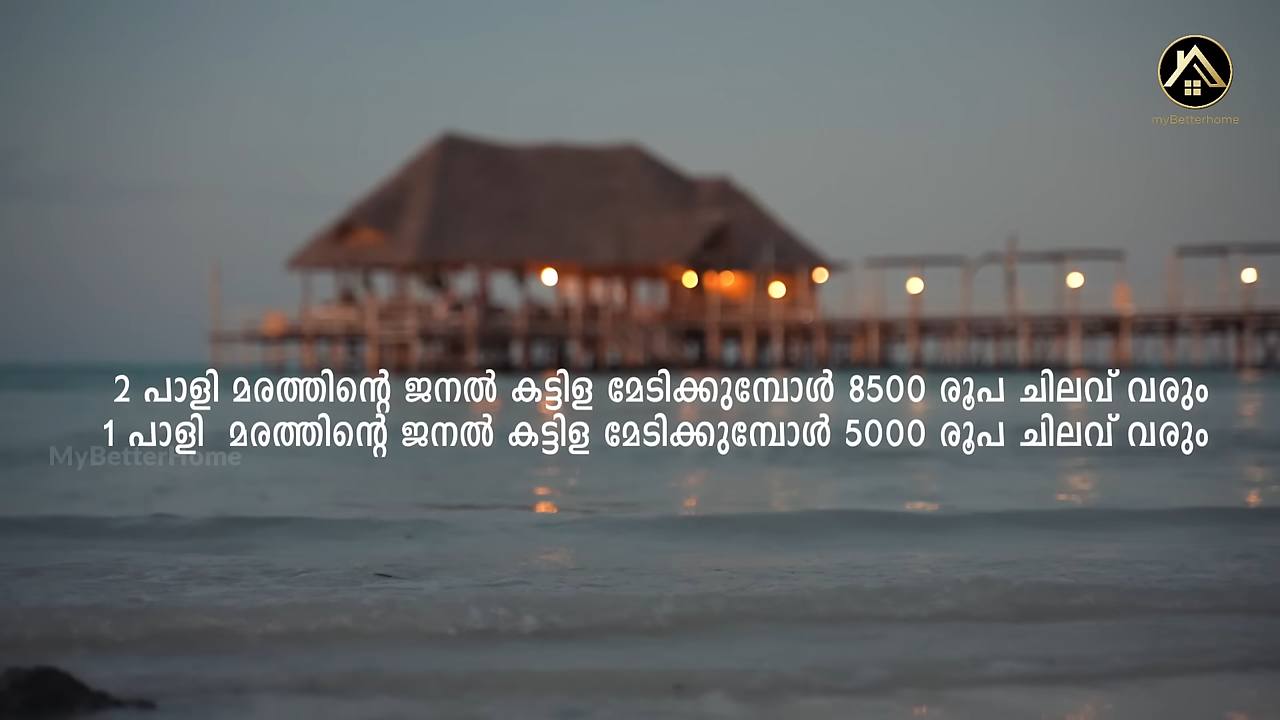 myBetterhome
2 പാളി മരത്തിന്റെ ജനൽ കട്ടിള മേടിക്കുമ്പോൾ 8500 രൂപ ചിലവ് വരും
1 പാളി മരത്തിന്റെ ജനൽ കട്ടിള മേടിക്കുമ്പോൾ 5000 രൂപ ചിലവ് വരും
MyBetterHome